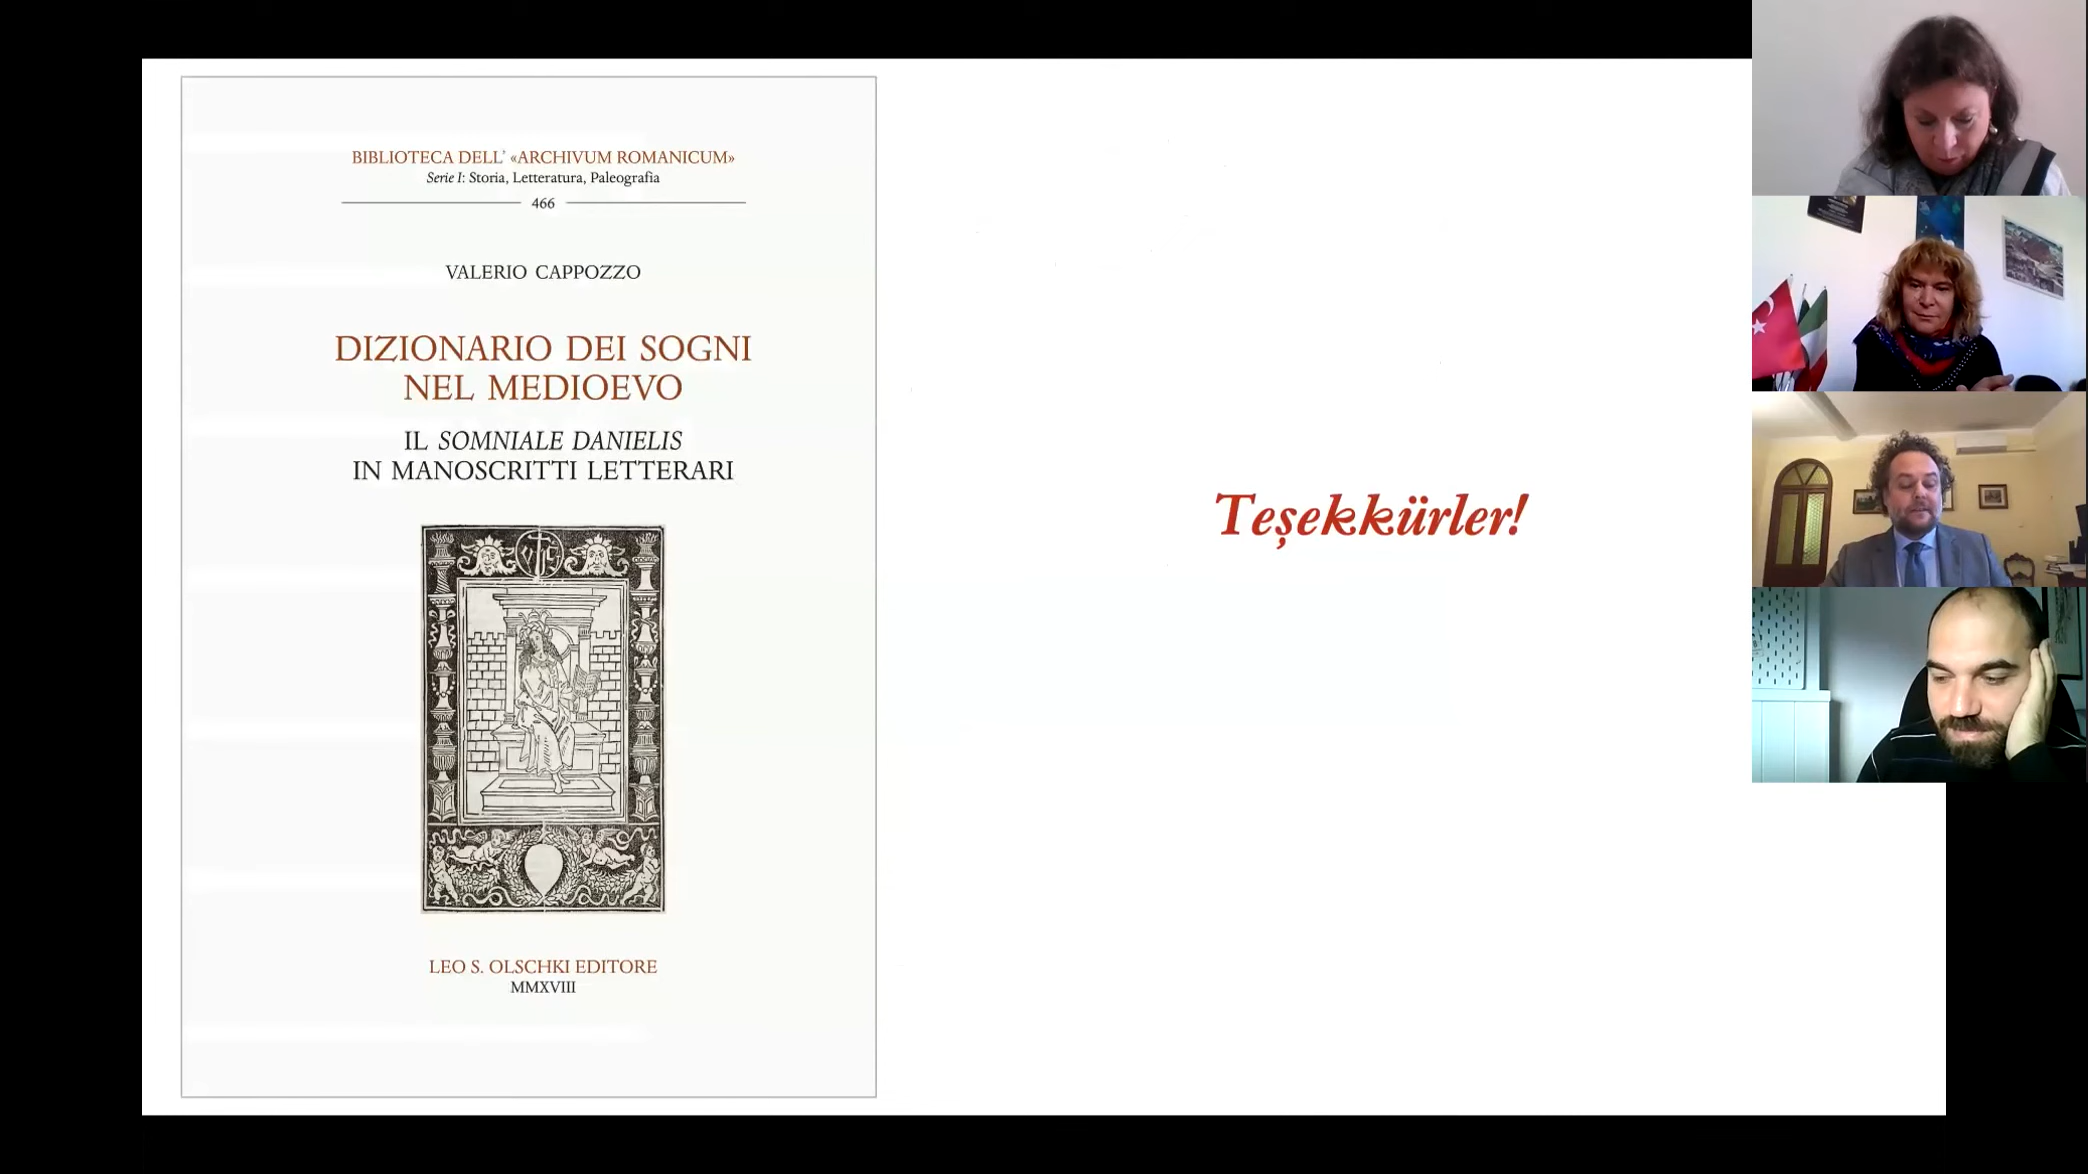 BIBLIOTECA DELL' «ARCHIVUM ROMANICUM»
Serie I: Storia, Letteratura, Paleografia
466
VALERIO CAPPOZZO
DIZIONARIO DEI SOGNI
NEL MEDIOEVO
IL SOMNIALE DANIELIS
IN MANOSCRITTI LETTERARI
LEO S. OLSCHKI EDITORE
MMXVIII
Teşekkürler!